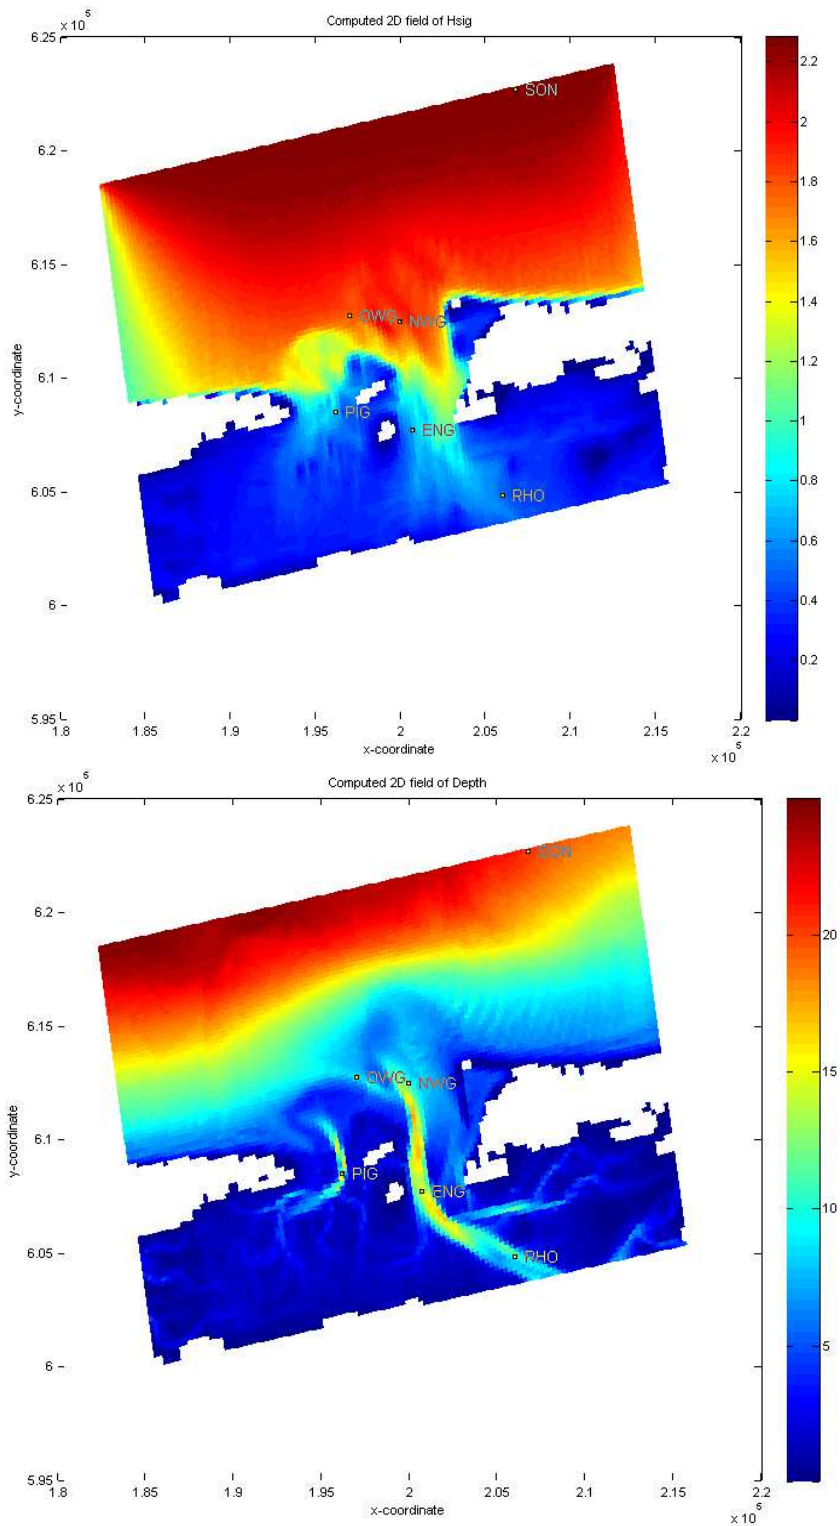 Computed 2D field of Hsig
x 10^5
6.25
6.2
6.15
6.1
6.05
6
5.95
y-coordinate
SON
OWG NWG
PIG
ENG
RHO
1.8 1.85 1.9 1.95 2 2.05 2.1 2.15 2.2
x-coordinate
x 10^5
2.2
2
1.8
1.6
1.4
1.2
1
0.8
0.6
0.4
0.2
Computed 2D field of Depth
x 10^5
6.25
6.2
6.15
6.1
6.05
6
5.95
y-coordinate
SON
OWG NWG
PIG
ENG
RHO
1.8 1.85 1.9 1.95 2 2.05 2.1 2.15 2.2
x-coordinate
x 10^5
20
15
10
5